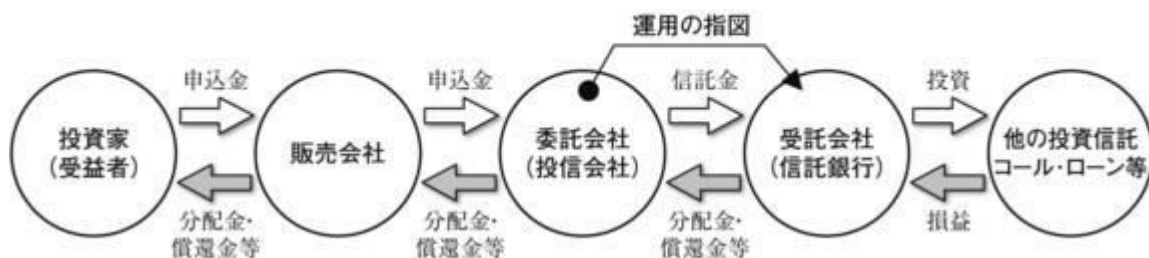 運用の指図
申込金
申込金
信託金
投資
投資家
(受益者)
販売会社
委託会社
(投信会社)
受託会社
(信託銀行)
他の投資信託
コール・ローン等
分配金・
償還金等
分配金・
償還金等
分配金・
償還金等
損益